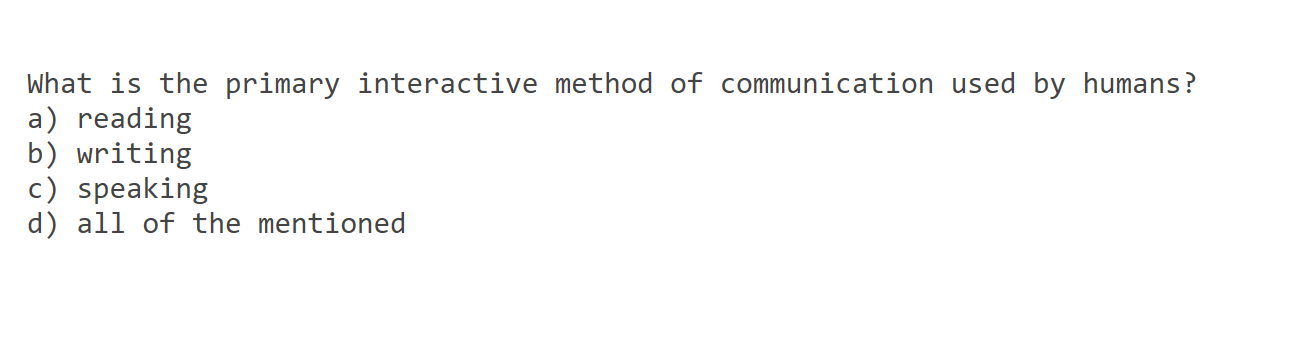 What is the primary interactive method of communication used by humans?
a) reading
b) writing
c) speaking
d) all of the mentioned